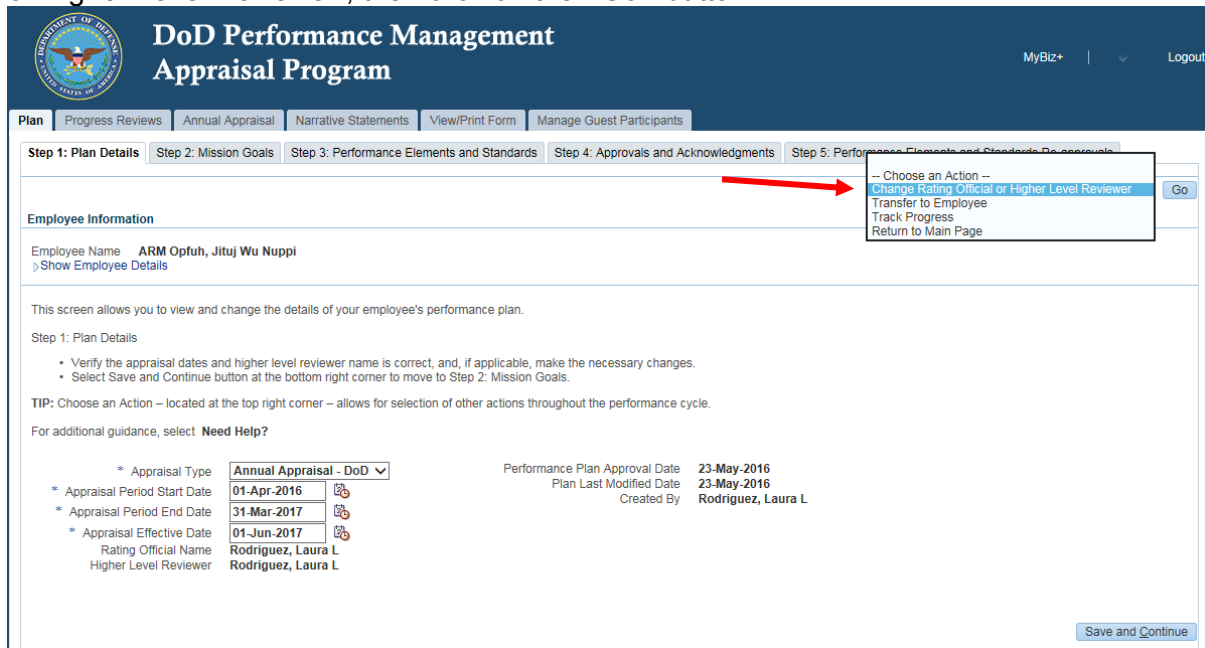 DEPARTMENT OF DEFENSE
UNITED STATES OF AMERICA
DoD Performance Management
Appraisal Program
MyBiz+ | Logout
Plan Progress Reviews Annual Appraisal Narrative Statements View/Print Form Manage Guest Participants
Step 1: Plan Details Step 2: Mission Goals Step 3: Performance Elements and Standards Step 4: Approvals and Acknowledgments Step 5: Performance Elements and Standards Re-approvals
-- Choose an Action --
Change Rating Official or Higher Level Reviewer Go
Transfer to Employee
Track Progress
Return to Main Page
Employee Information
Employee Name ARM Opfuh, Jituj Wu Nuppi
Show Employee Details
This screen allows you to view and change the details of your employee's performance plan.
Step 1: Plan Details
• Verify the appraisal dates and higher level reviewer name is correct, and, if applicable, make the necessary changes.
• Select Save and Continue button at the bottom right corner to move to Step 2: Mission Goals.
TIP: Choose an Action – located at the top right corner – allows for selection of other actions throughout the performance cycle.
For additional guidance, select Need Help?
* Appraisal Type Annual Appraisal - DoD
* Appraisal Period Start Date 01-Apr-2016
* Appraisal Period End Date 31-Mar-2017
* Appraisal Effective Date 01-Jun-2017
Rating Official Name Rodriguez, Laura L
Higher Level Reviewer Rodriguez, Laura L
Performance Plan Approval Date 23-May-2016
Plan Last Modified Date 23-May-2016
Created By Rodriguez, Laura L
Save and Continue